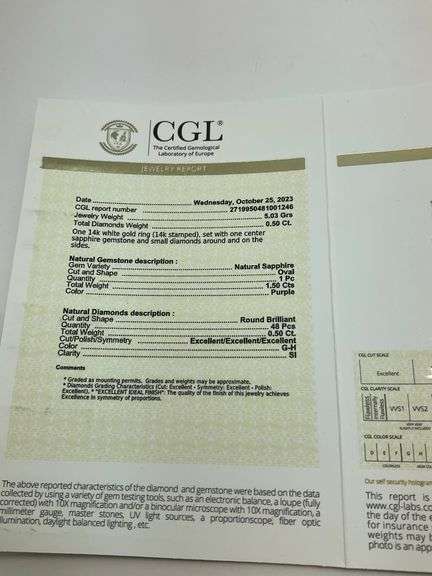 CGL®
The Certified Gemological
Laboratory of Europe
JEWELRY REPORT
Date Wednesday, October 25, 2023
CGL report number 2719950481001246
Jewelry Weight 5.03 Grs
Total Diamonds Weight 0.50 Ct.
One 14k white gold ring (14k stamped), set with one center
sapphire gemstone and small diamonds around and on the
sides.
Natural Gemstone description :
Gem Variety Natural Sapphire
Cut and Shape Oval
Quantity 1 Pc
Total Weight 1.50 Cts
Color Purple
Natural Diamonds description :
Cut and Shape Round Brilliant
Quantity 48 Pcs
Total Weight 0.50 Ct.
Cut/Polish/Symmetry Excellent/Excellent/Excellent
Color G-H
Clarity SI
Comments
* Graded as mounting permits. Grades and weights may be approximate.
* Diamonds Grading Characteristics (Cut: Excellent - Symmetry: Excellent - Polish:
Excellent). * "EXCELLENT IDEAL FINISH": The quality of the finish of this jewelry achieves
Excellence in symmetry of proportions.
The above reported characteristics of the diamond and gemstone were based on the data
collected by using a variety of gem testing tools, such as an electronic balance, a loupe (fully
corrected) with 10X magnification and/or a binocular microscope with 10X magnification, a
millimeter gauge, master stones, UV light sources, a proportionscope, fiber optic
illumination, daylight balanced lighting , etc.
CGL CUT SCALE
Excellent
CGL CLARITY SCALE
Flawless
Internally
Flawless
VVS1
VVS2
CGL COLOR SCALE
D E F G H
COLORLESS
Our self security hologram
This report is
www.cgl-labs.co
the day of the e
for insurance
weights may b
photo is an app